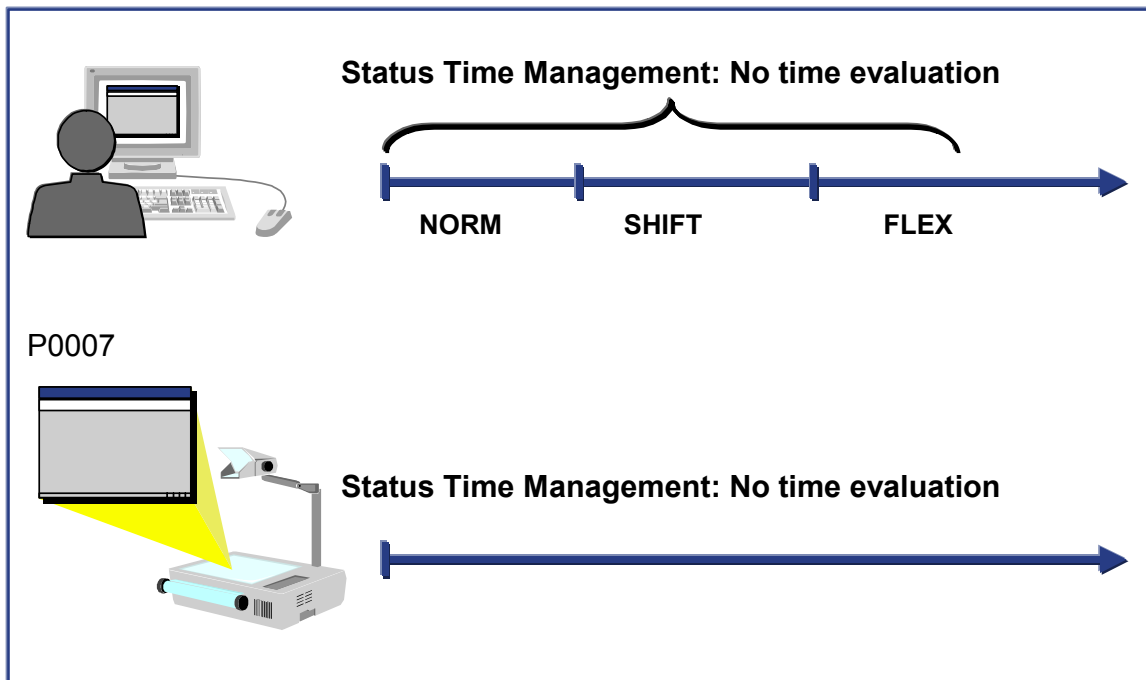 Status Time Management: No time evaluation
NORM SHIFT FLEX
P0007
Status Time Management: No time evaluation